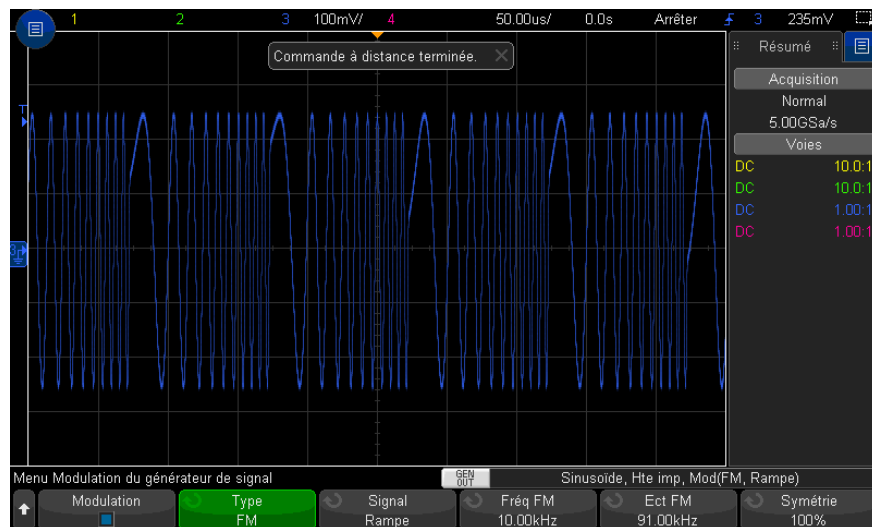 1 2 3 100mV/ 4 50.00us/ 0.0s Arrêter 3 235mV
Commande à distance terminée.
Résumé
Acquisition
Normal
5.00GSa/s
Voies
DC 10.0:1
DC 10.0:1
DC 1.00:1
DC 1.00:1
T
3
Menu Modulation du générateur de signal
GEN OUT
Sinusoïde, Hte imp, Mod(FM, Rampe)
Modulation
Type
FM
Signal
Rampe
Fréq FM
10.00kHz
Ect FM
91.00kHz
Symétrie
100%